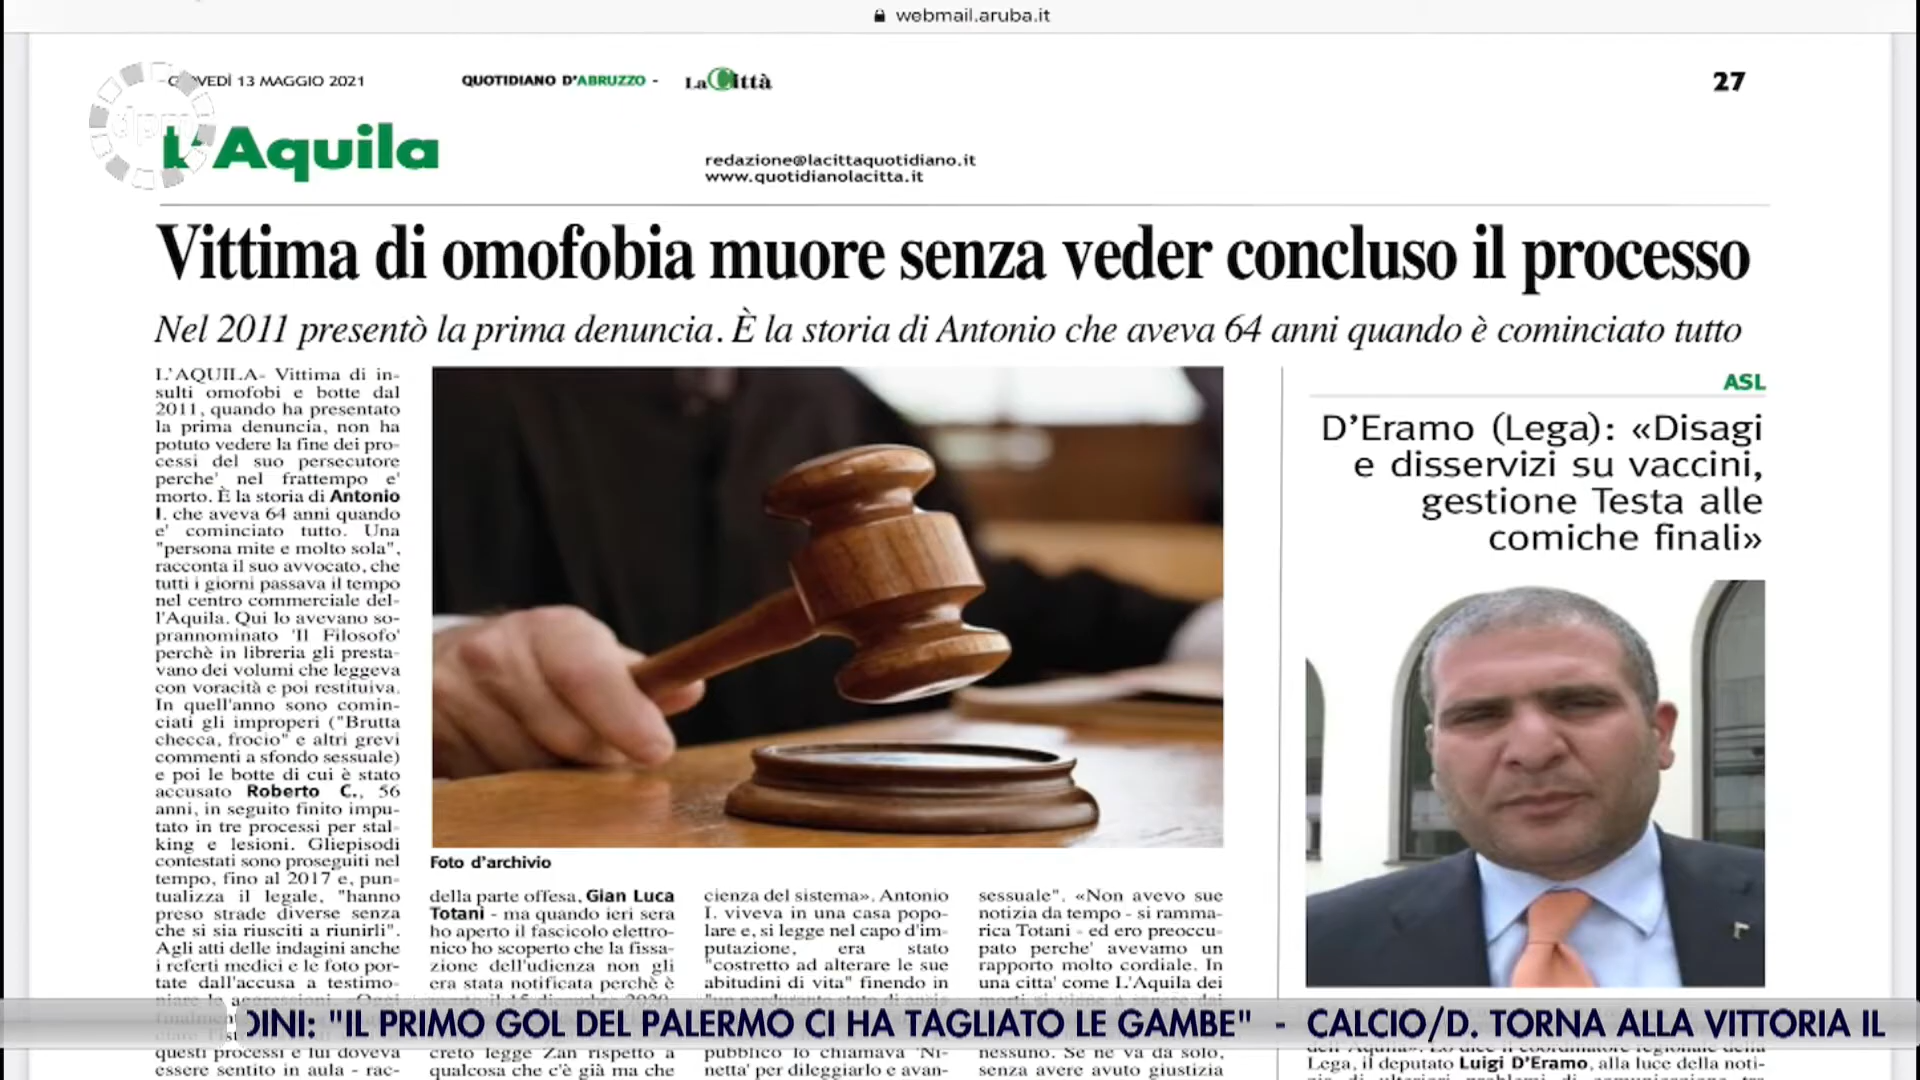 webmail.aruba.it
GIOVEDÌ 13 MAGGIO 2021
QUOTIDIANO D'ABRUZZO -
La Città
27
dpm
L'Aquila
redazione@lacittaquotidiano.it
www.quotidianolacitta.it
Vittima di omofobia muore senza veder concluso il processo
Nel 2011 presentò la prima denuncia. È la storia di Antonio che aveva 64 anni quando è cominciato tutto
L'AQUILA- Vittima di in-
sulti omofobi e botte dal
2011, quando ha presentato
la prima denuncia, non ha
potuto vedere la fine dei pro-
cessi del suo persecutore
perche' nel frattempo e'
morto. È la storia di Antonio
I. che aveva 64 anni quando
e' cominciato tutto. Una
"persona mite e molto sola",
racconta il suo avvocato, che
tutti i giorni passava il tempo
nel centro commerciale del-
l'Aquila. Qui lo avevano so-
prannominato 'Il Filosofo'
perchè in libreria gli presta-
vano dei volumi che leggeva
con voracità e poi restituiva.
In quell'anno sono comin-
ciati gli improperi ("Brutta
checca, frocio" e altri grevi
commenti a sfondo sessuale)
e poi le botte di cui è stato
accusato Roberto C., 56
anni, in seguito finito impu-
tato in tre processi per stal-
king e lesioni. Gliepisodi
contestati sono proseguiti nel
tempo, fino al 2017 e, pun-
tualizza il legale, "hanno
preso strade diverse senza
che si sia riusciti a riunirli".
Agli atti delle indagini anche
i referti medici e le foto por-
tate dall'accusa a testimo-
questi processi e lui doveva
essere sentito in aula - rac-
Foto d'archivio
della parte offesa, Gian Luca
Totani - ma quando ieri sera
ho aperto il fascicolo elettro-
nico ho scoperto che la fissa-
zione dell'udienza non gli
era stata notificata perchè è
creto legge Zan rispetto a
qualcosa che c'è già ma che
cienza del sistema». Antonio
I. viveva in una casa popo-
lare e, si legge nel capo d'im-
putazione, era stato
"costretto ad alterare le sue
abitudini di vita" finendo in
pubblico lo chiamava 'Ni-
netta' per dileggiarlo e avan-
sessuale". «Non avevo sue
notizia da tempo - si ramma-
rica Totani - ed ero preoccu-
pato perche' avevamo un
rapporto molto cordiale. In
una citta' come L'Aquila dei
nessuno. Se ne va da solo,
senza avere avuto giustizia
ASL
D'Eramo (Lega): «Disagi
e disservizi su vaccini,
gestione Testa alle
comiche finali»
Lega, il deputato Luigi D'Eramo, alla luce della noti-
DINI: "IL PRIMO GOL DEL PALERMO CI HA TAGLIATO LE GAMBE" - CALCIO/D. TORNA ALLA VITTORIA IL